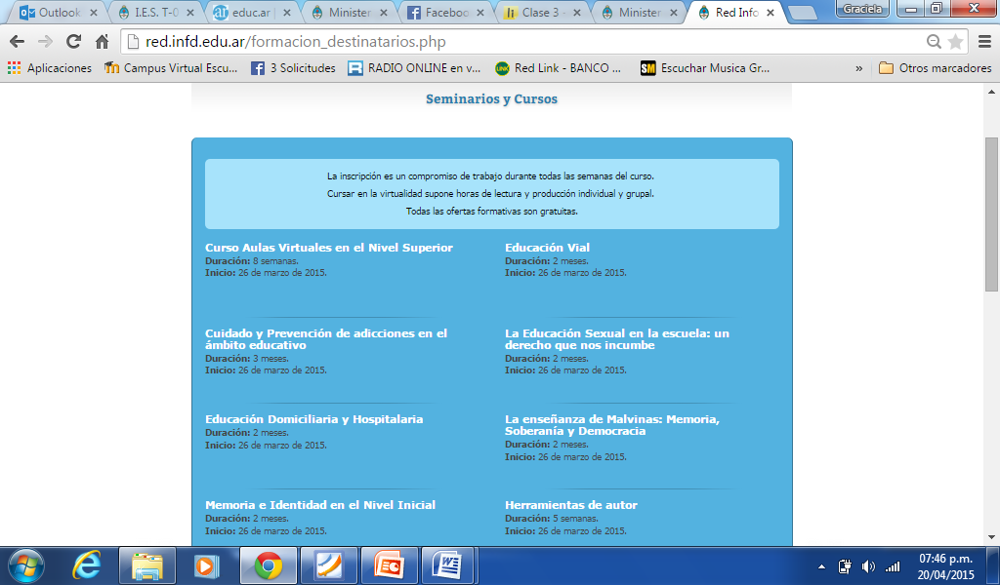 Outlook
I.E.S. T-0
educ.ar
Minister
Faceboo
Clase 3
Minister
Red Info
Graciela
red.infd.edu.ar/formacion_destinatarios.php
Aplicaciones
Campus Virtual Escu...
3 Solicitudes
RADIO ONLINE en v...
Red Link - BANCO ...
Escuchar Musica Gr...
»
Otros marcadores
Seminarios y Cursos
La inscripción es un compromiso de trabajo durante todas las semanas del curso.
Cursar en la virtualidad supone horas de lectura y producción individual y grupal.
Todas las ofertas formativas son gratuitas.
Curso Aulas Virtuales en el Nivel Superior
Duración: 8 semanas.
Inicio: 26 de marzo de 2015.
Educación Vial
Duración: 2 meses.
Inicio: 26 de marzo de 2015.
Cuidado y Prevención de adicciones en el
ámbito educativo
Duración: 3 meses.
Inicio: 26 de marzo de 2015.
La Educación Sexual en la escuela: un
derecho que nos incumbe
Duración: 2 meses.
Inicio: 26 de marzo de 2015.
Educación Domiciliaria y Hospitalaria
Duración: 2 meses.
Inicio: 26 de marzo de 2015.
La enseñanza de Malvinas: Memoria,
Soberanía y Democracia
Duración: 2 meses.
Inicio: 26 de marzo de 2015.
Memoria e Identidad en el Nivel Inicial
Duración: 2 meses.
Inicio: 26 de marzo de 2015.
Herramientas de autor
Duración: 5 semanas.
Inicio: 26 de marzo de 2015.
07:46 p.m.
20/04/2015